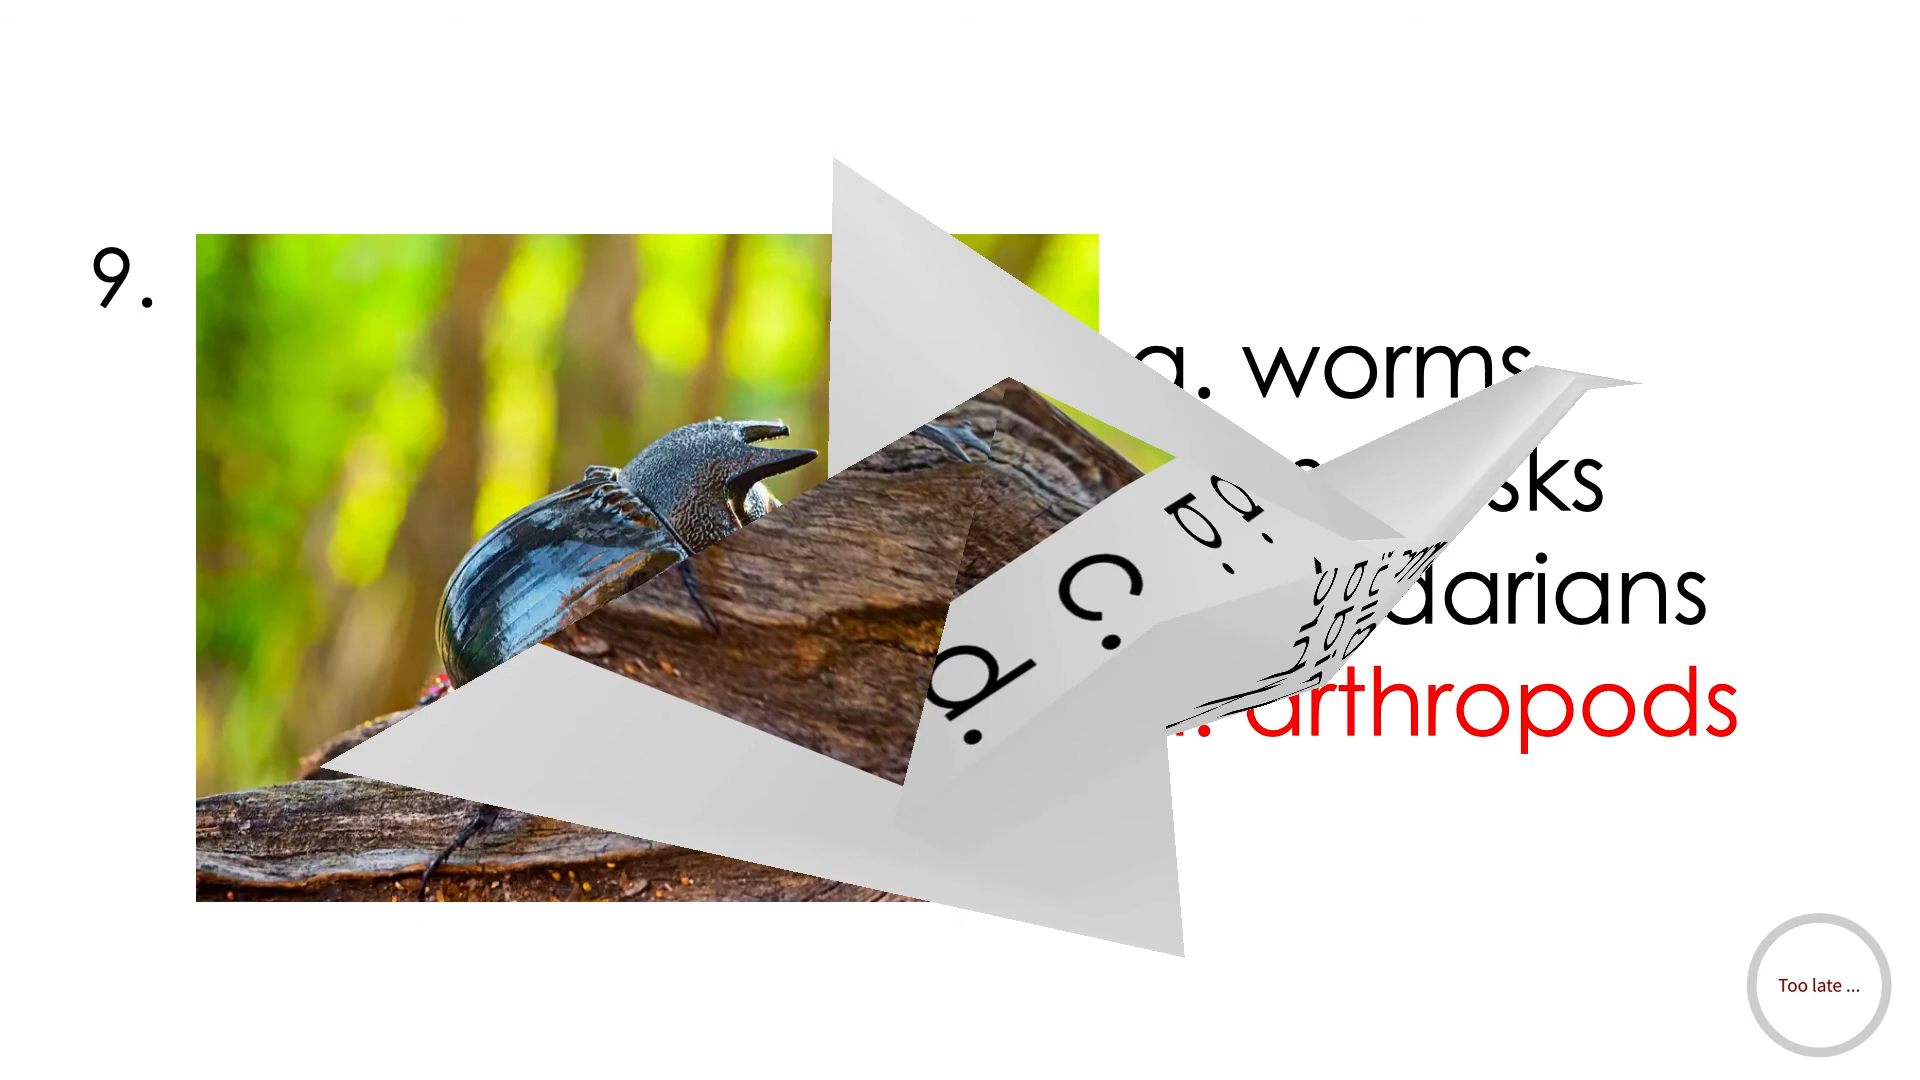 9.
a. worms
sks
darians
d. arthropods
a.
b.
c.
d.
Too late ...